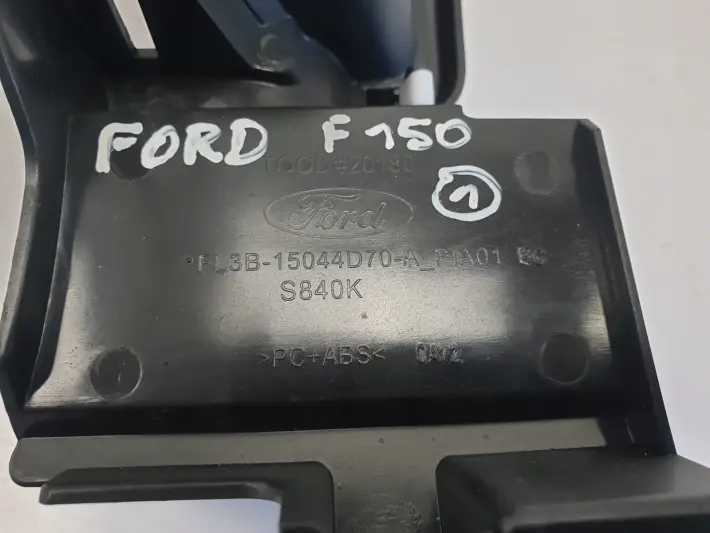 FORD F150
TOOL #20180
1
Ford
FL3B-15044D70-A_PIA01
S840K
>PC+ABS<